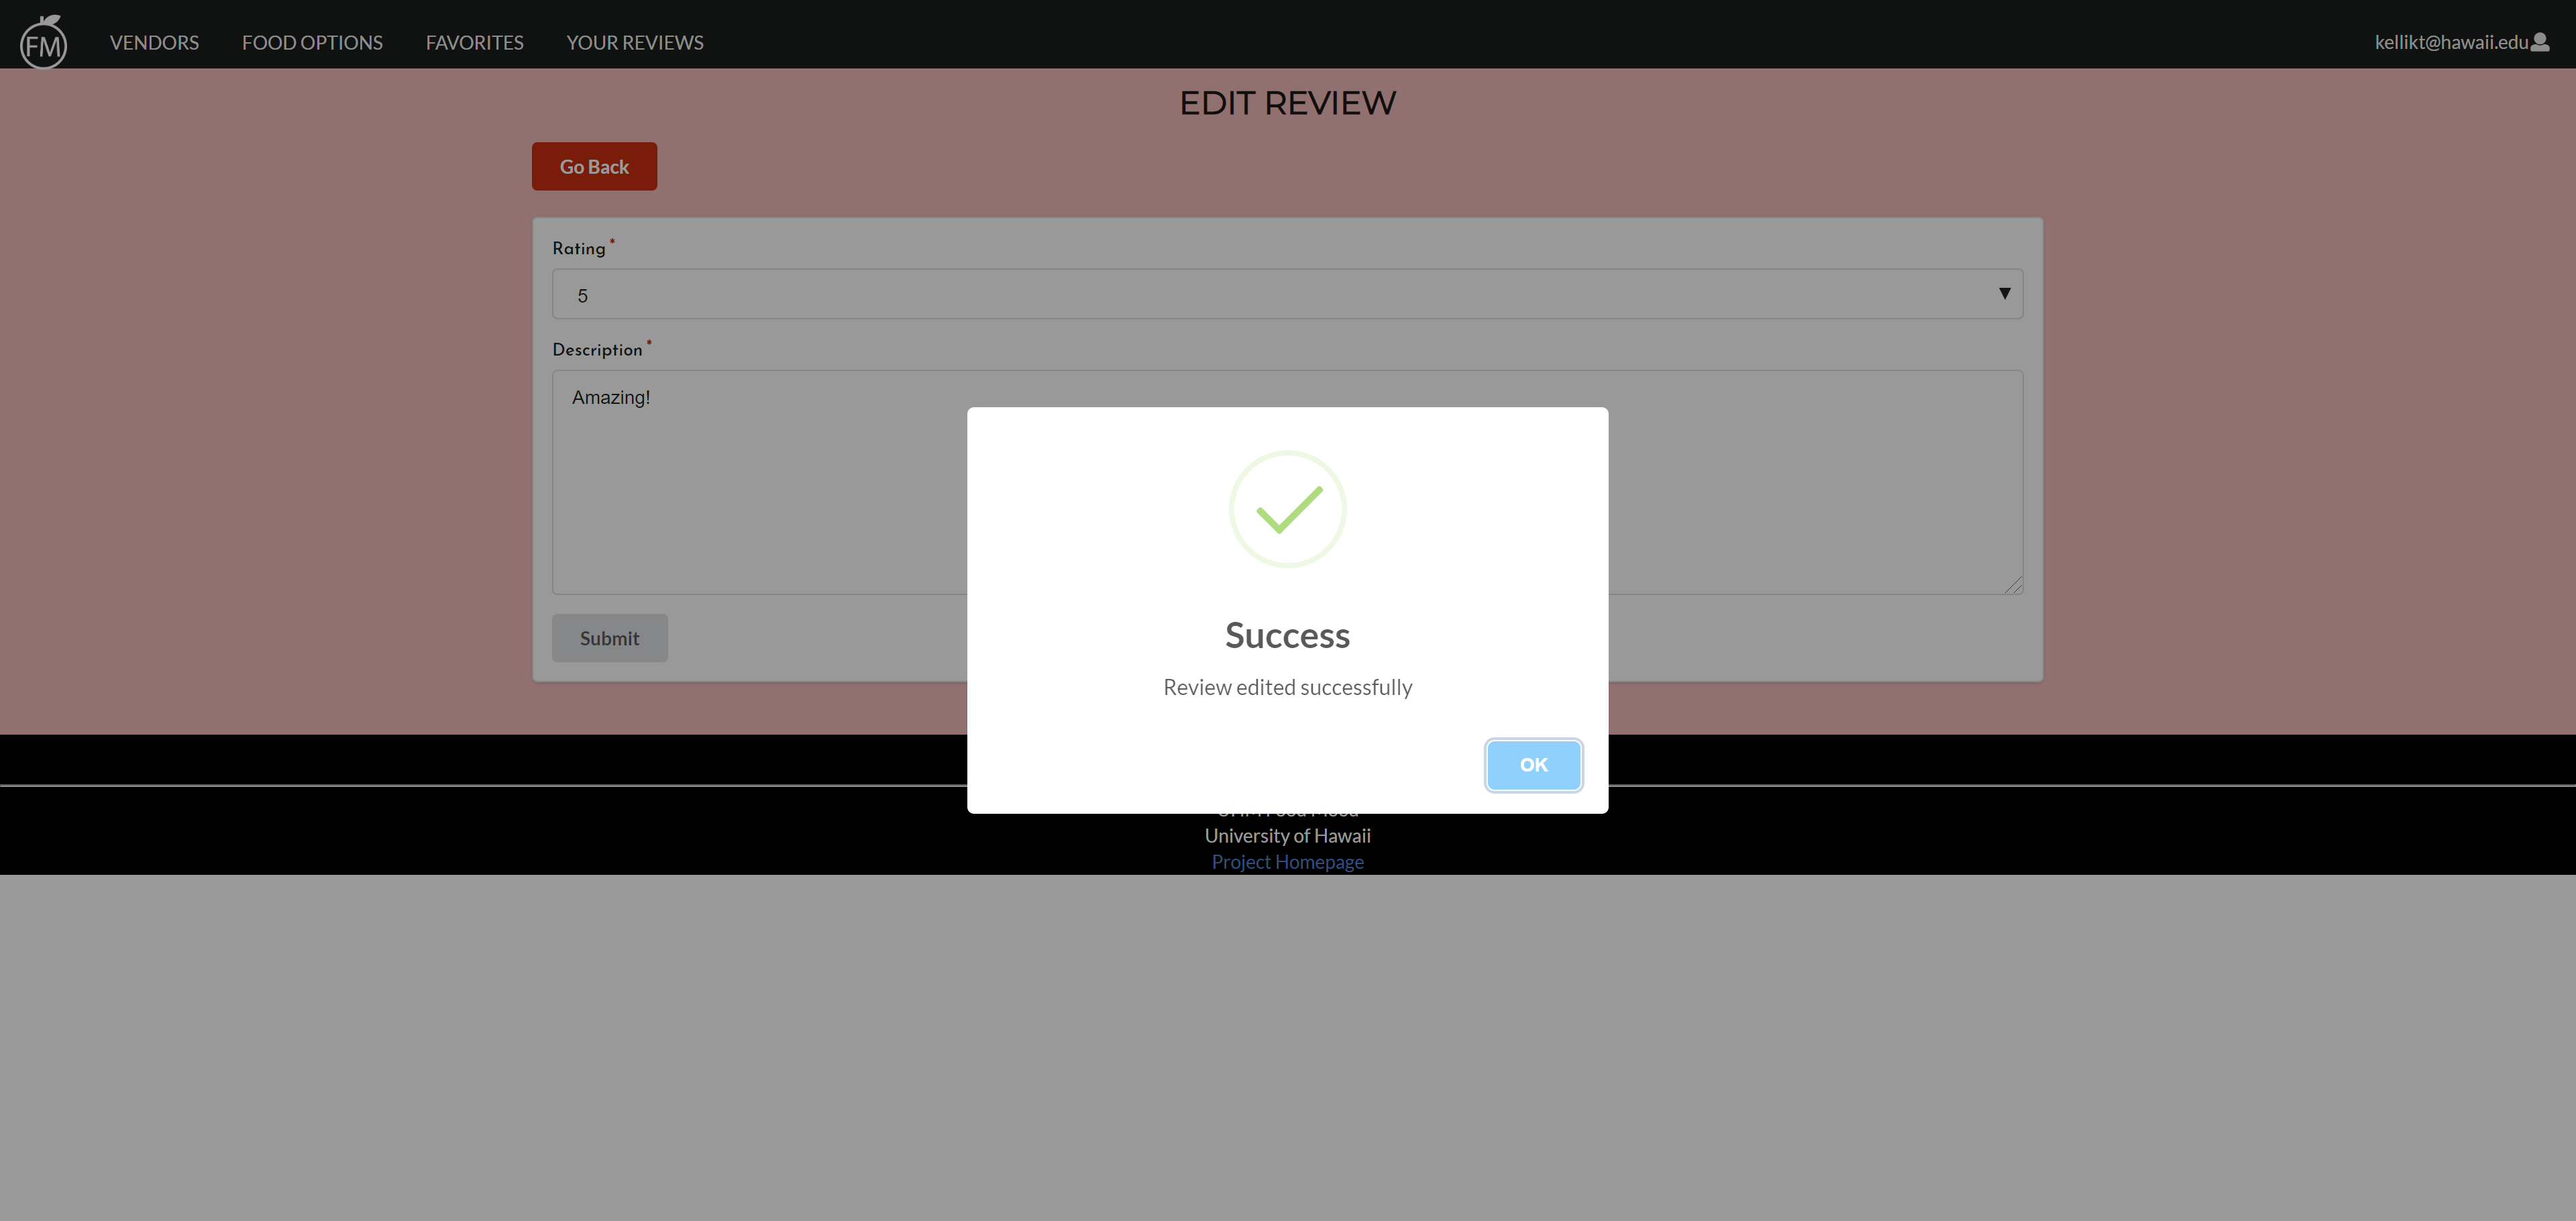 FM
VENDORS FOOD OPTIONS FAVORITES YOUR REVIEWS kellikt@hawaii.edu
EDIT REVIEW
Go Back
Rating *
5
Description *
Amazing!
Submit
Success
Review edited successfully
OK
University of Hawaii
Project Homepage